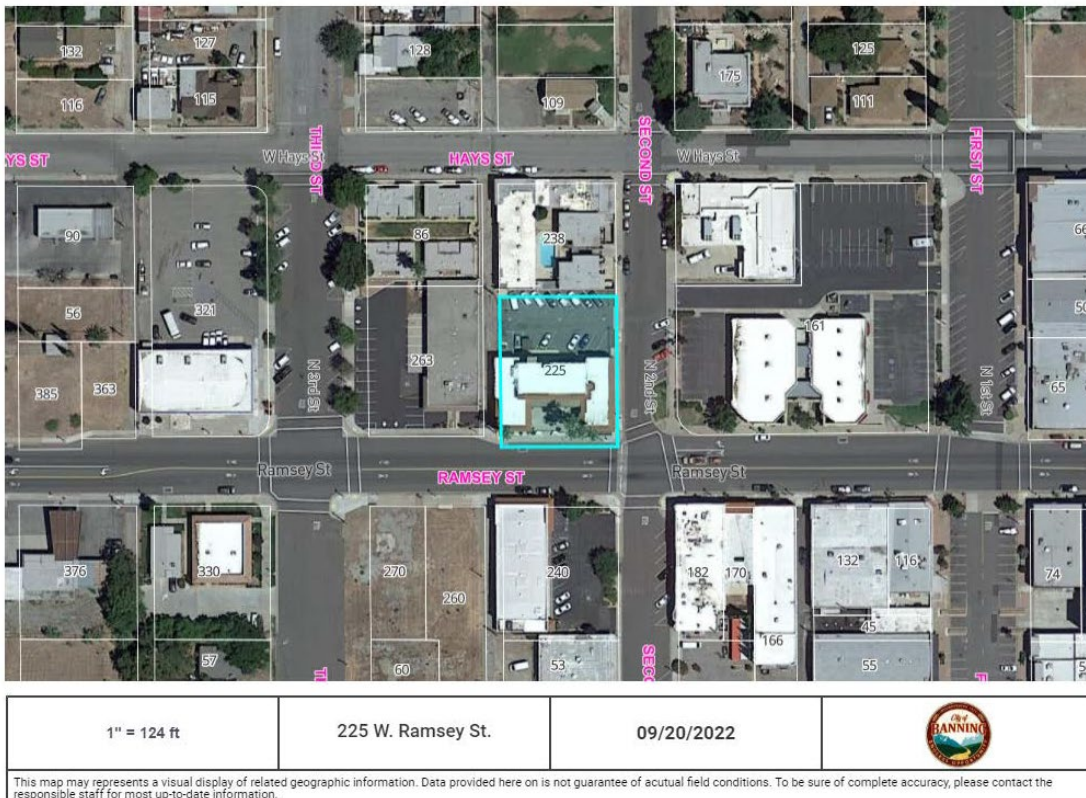 132
127
128
175
125
116
115
109
111
THIRD ST
SECOND ST
FIRST ST
YS ST
W Hays St
HAYS ST
W Hays St
90
86
238
66
56
321
263
225
161
385
363
N 3rd St
N 2nd St
N 1st St
65
Ramsey St
RAMSEY ST
Ramsey St
376
330
270
260
240
182
170
132
116
74
57
60
53
166
45
55
SECO
1" = 124 ft
225 W. Ramsey St.
09/20/2022
City of
BANNING
This map may represents a visual display of related geographic information. Data provided here on is not guarantee of acutual field conditions. To be sure of complete accuracy, please contact the
responsible staff for most up-to-date information.